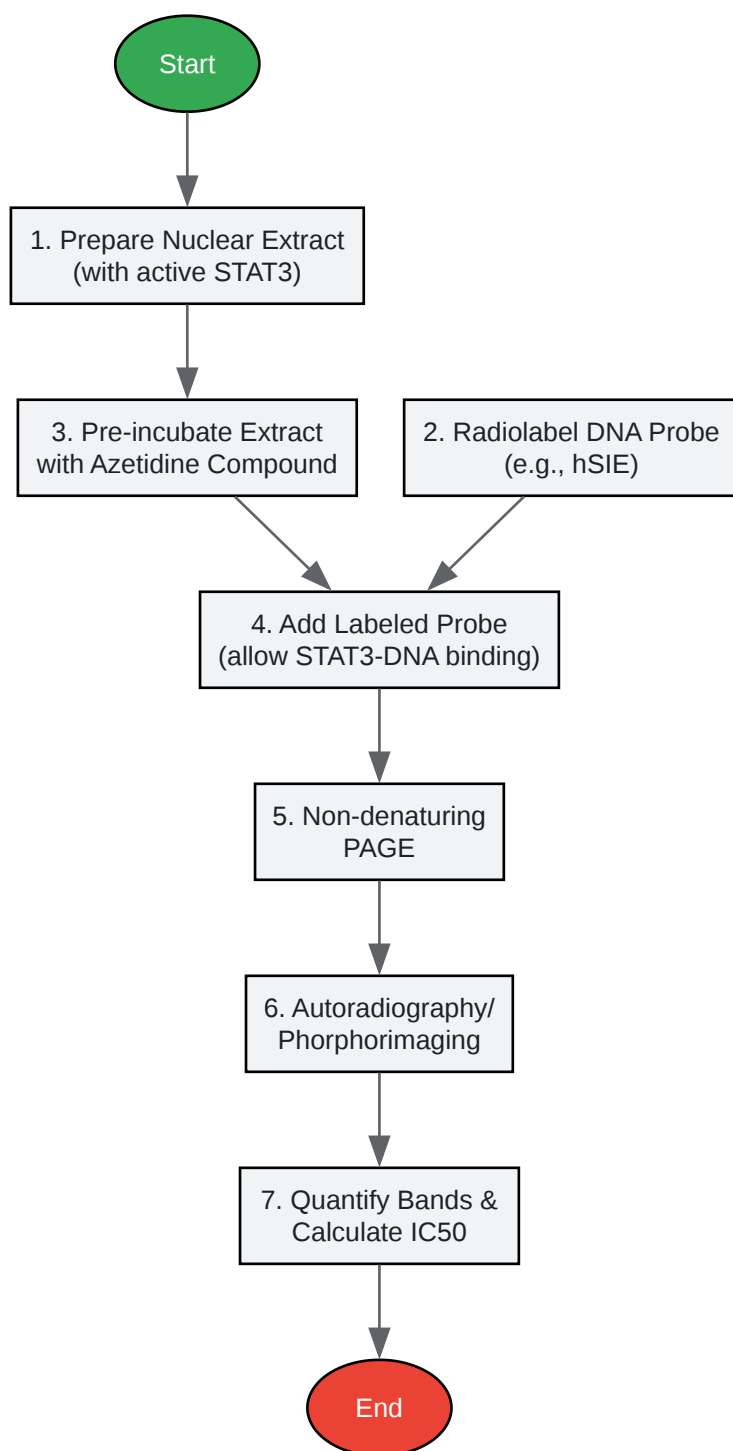 Start
1. Prepare Nuclear Extract
(with active STAT3)
3. Pre-incubate Extract
with Azetidine Compound
2. Radiolabel DNA Probe
(e.g., hSIE)
4. Add Labeled Probe
(allow STAT3-DNA binding)
5. Non-denaturing
PAGE
6. Autoradiography/
Phorphorimaging
7. Quantify Bands &
Calculate IC50
End